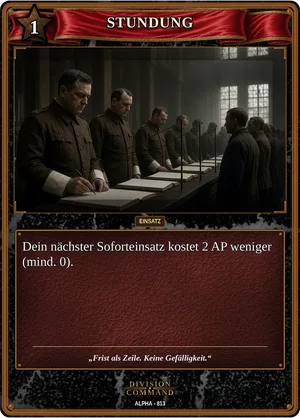 1
STUNDUNG
EINSATZ
Dein nächster Soforteinsatz kostet 2 AP weniger
(mind. 0).
„Frist als Zeile. Keine Gefälligkeit.“
DIVISION
COMMAND
ALPHA - 813